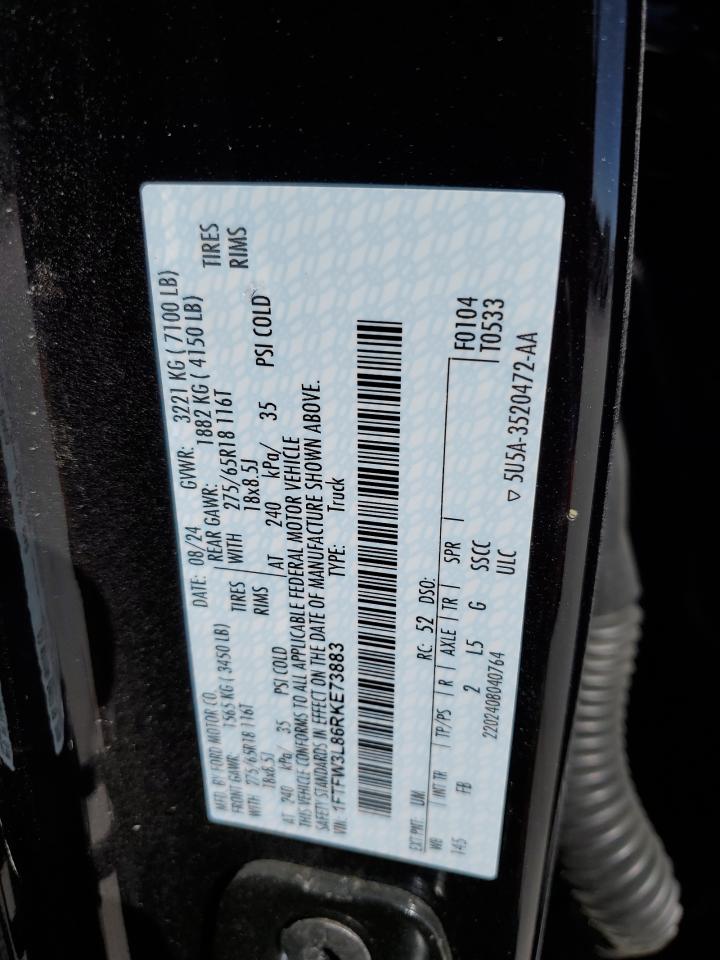 MFD. BY FORD MOTOR CO. DATE: 08/24 GVWR: 3221 KG ( 7100 LB)
FRONT GAWR: 1565 KG ( 3450 LB) REAR GAWR: 1882 KG ( 4150 LB)
WITH 275/65R18 116T TIRES WITH 275/65R18 116T TIRES
18x8.5J RIMS 18x8.5J RIMS
AT 240 kPa/ 35 PSI COLD AT 240 kPa/ 35 PSI COLD
THIS VEHICLE CONFORMS TO ALL APPLICABLE FEDERAL MOTOR VEHICLE
SAFETY STANDARDS IN EFFECT ON THE DATE OF MANUFACTURE SHOWN ABOVE.
VIN: 1FTFW3L86RKE73883 TYPE: Truck
EXT PNT: UM RC: 52 DSO: F0104
WB INT TR TP/PS R AXLE TR SPR T0533
145 FB 2 L5 G SSCC
2202408040764 ULC 5U5A-3520472-AA